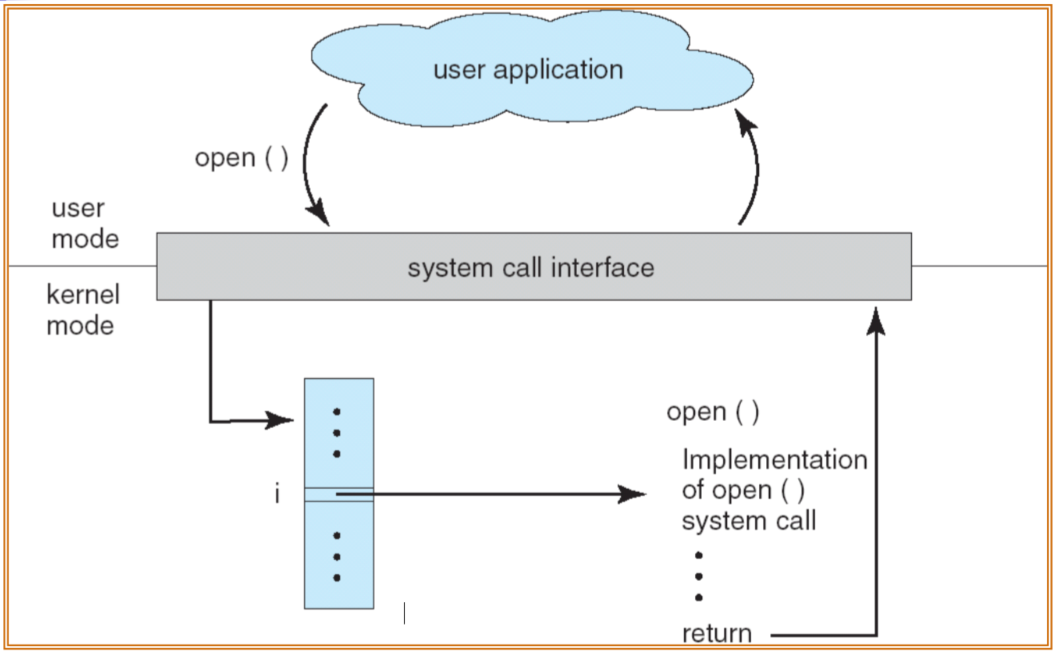 user application
open ( )
user
mode
system call interface
kernel
mode
open ( )
Implementation
of open ( )
system call
i
return